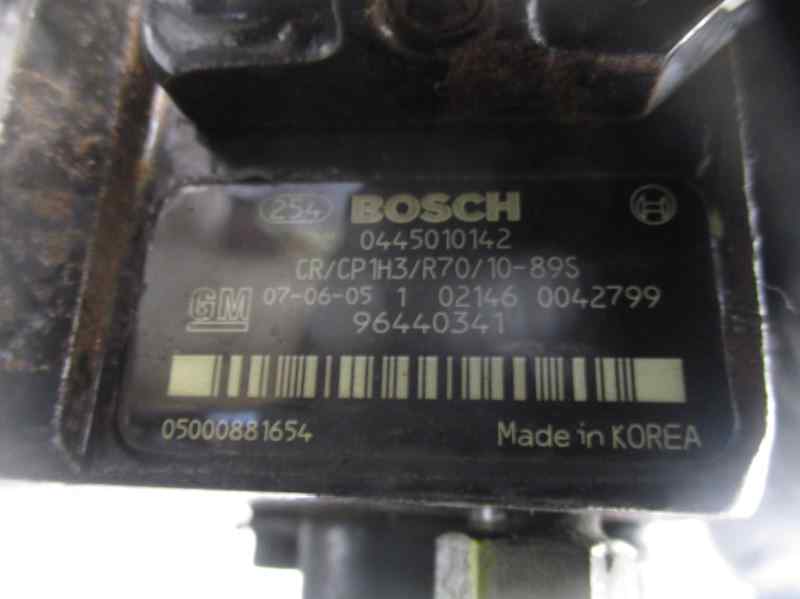 254 BOSCH
0445010142
CR/CP1H3/R70/10-89S
GM 07-06-05 1 02146 0042799
96440341
05000881654 Made in KOREA